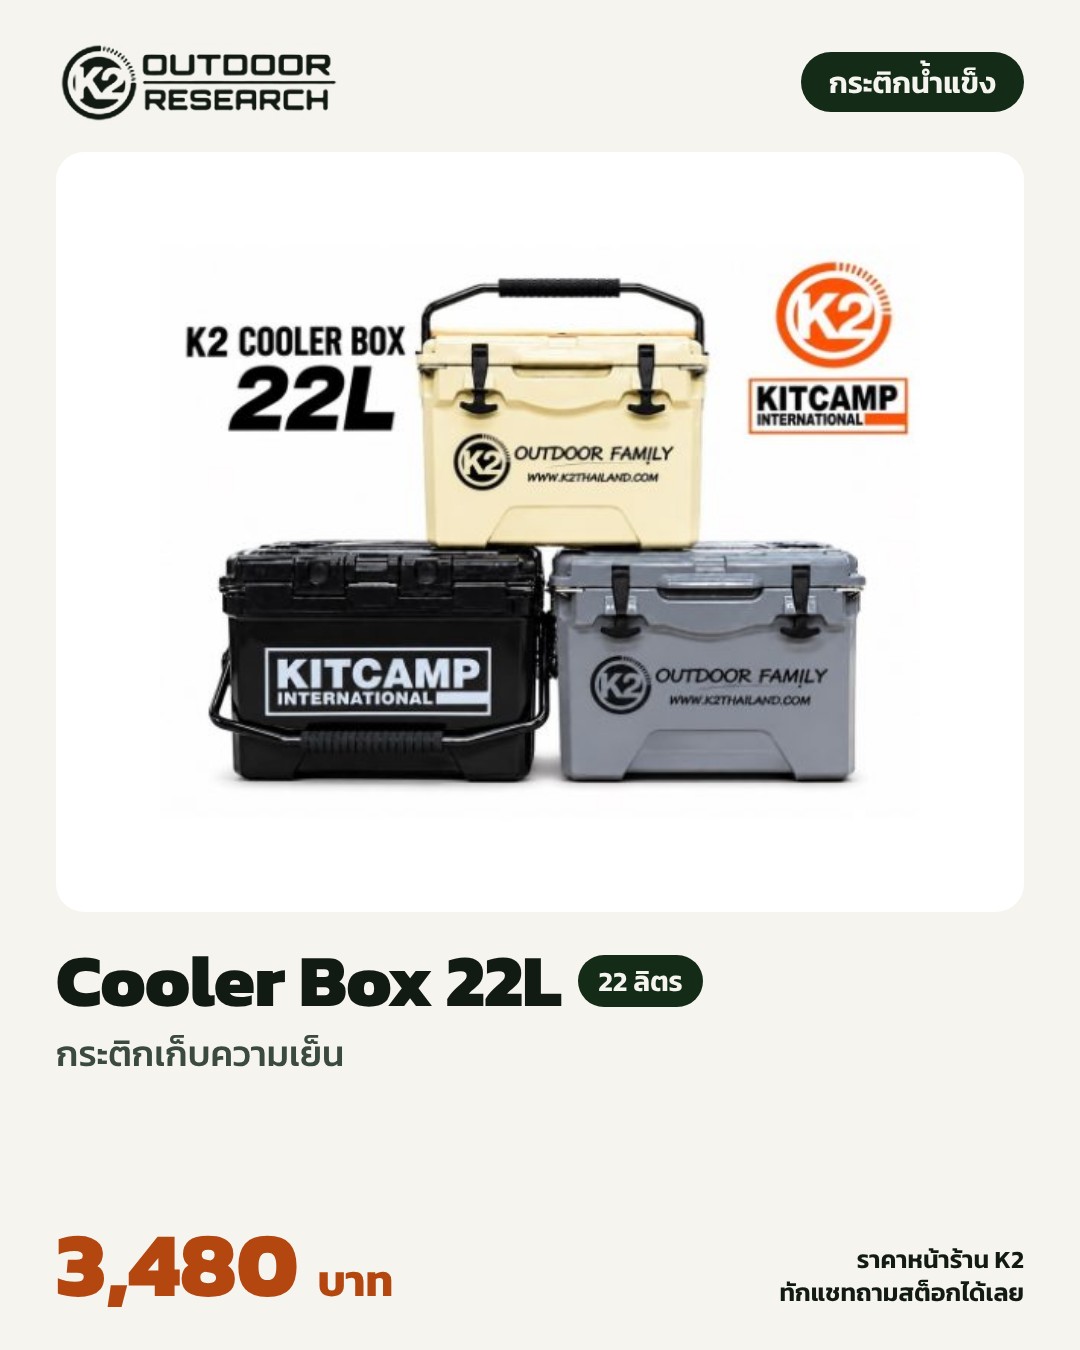 K2 OUTDOOR
RESEARCH
กระติกน้ำแข็ง
K2 COOLER BOX
22L
K2
KITCAMP
INTERNATIONAL
K2 OUTDOOR FAMILY
WWW.K2THAILAND.COM
KITCAMP
INTERNATIONAL
K2 OUTDOOR FAMILY
WWW.K2THAILAND.COM
Cooler Box 22L 22 ลิตร
กระติกเก็บความเย็น
3,480 บาท
ราคาหน้าร้าน K2
ทักแชทถามสต็อกได้เลย